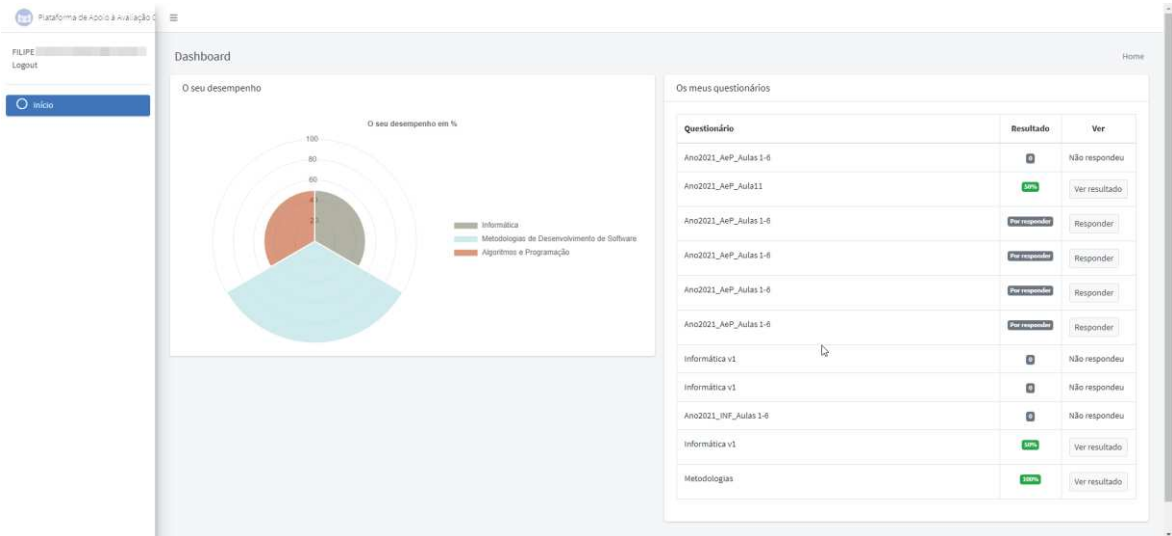 Plataforma de Apoio à Avaliação
FILIPE
Logout
Início
Dashboard
Home
O seu desempenho
O seu desempenho em %
100
80
60
Informática
Metodologias de Desenvolvimento de Software
Algoritmos e Programação
Os meus questionários
Questionário Resultado Ver
Ano2021_AeP_Aulas 1-6 0 Não respondeu
Ano2021_AeP_Aula11 50% Ver resultado
Ano2021_AeP_Aulas 1-6 Por responder Responder
Ano2021_AeP_Aulas 1-6 Por responder Responder
Ano2021_AeP_Aulas 1-6 Por responder Responder
Ano2021_AeP_Aulas 1-6 Por responder Responder
Informática v1 0 Não respondeu
Informática v1 0 Não respondeu
Ano2021_INF_Aulas 1-6 0 Não respondeu
Informática v1 50% Ver resultado
Metodologias 100% Ver resultado